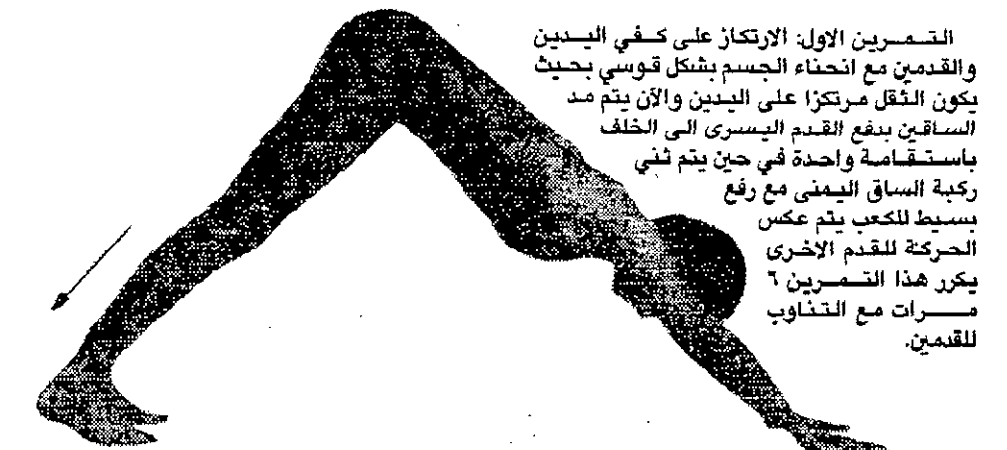 التمرين الاول: الارتكاز على كفي اليدين
والقدمين مع انحناء الجسم بشكل قوسي بحيث
يكون الثقل مرتكزا على اليدين والآن يتم مد
الساقين بدفع القدم اليسرى الى الخلف
باستقامة واحدة في حين يتم ثني
ركبة الساق اليمنى مع رفع
بسيط للكعب يتم عكس
الحركة للقدم الاخرى
يكرر هذا التمرين ٦
مرات مع التناوب
للقدمين.